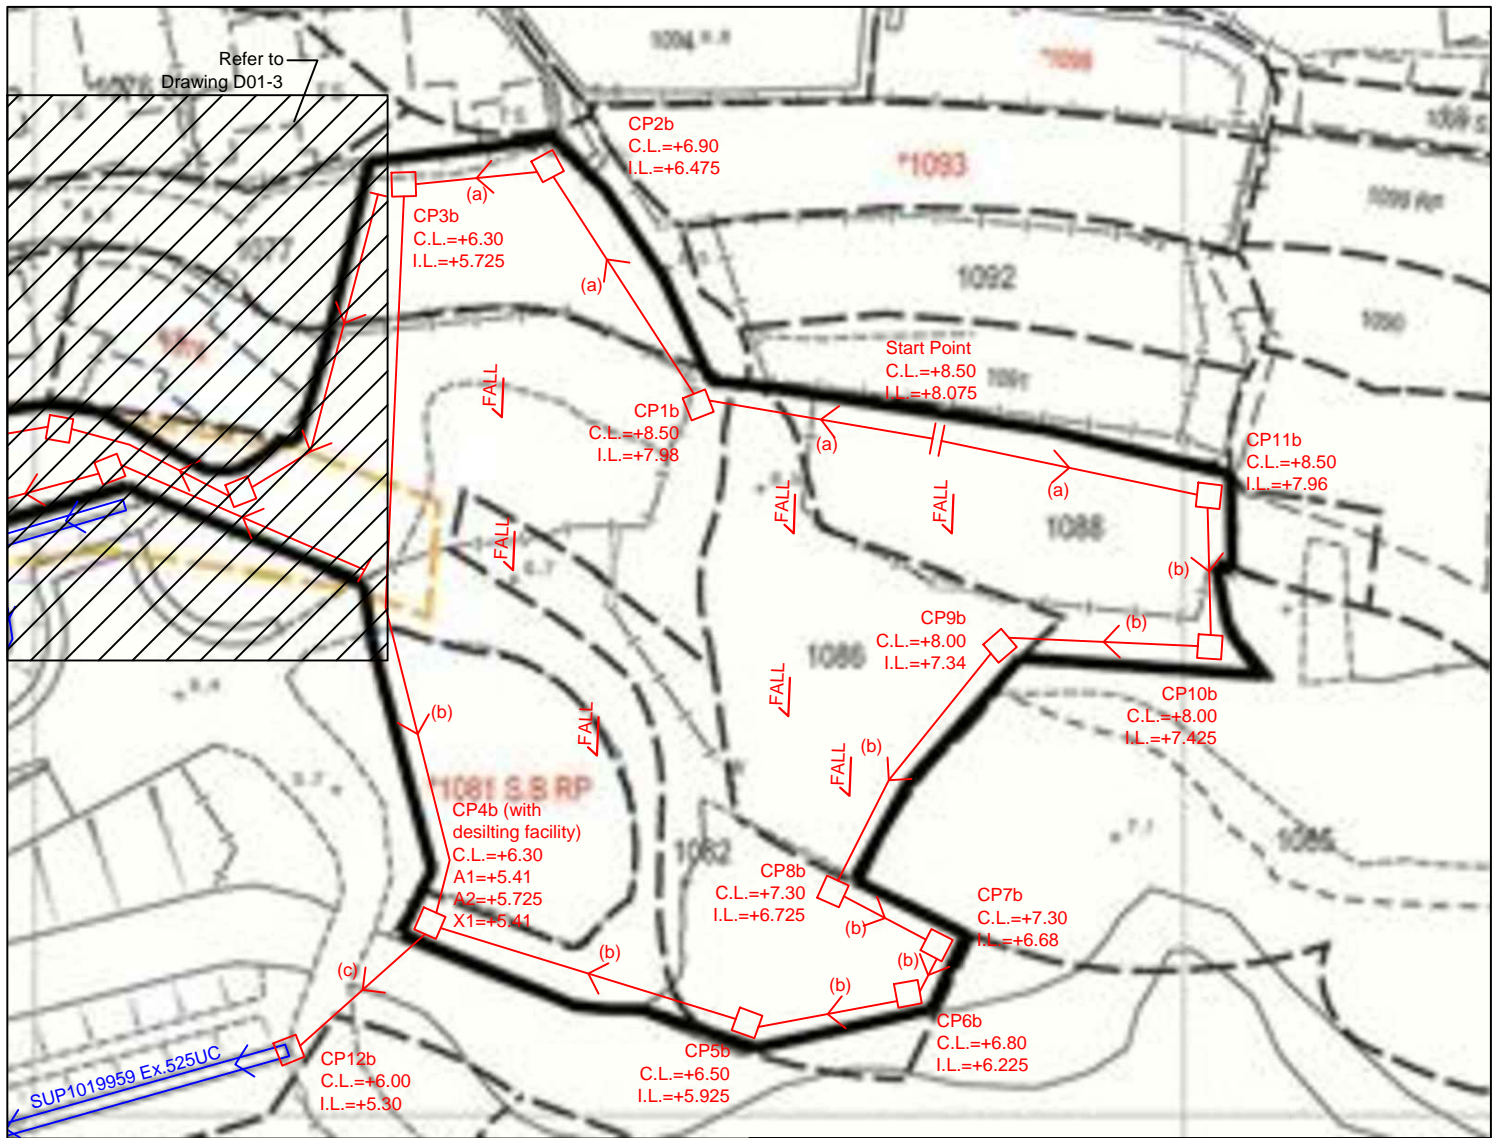 Refer to
Drawing D01-3
1094
*1093
1092
1091
1090
1077
CP2b
C.L.=+6.90
I.L.=+6.475
(a)
CP3b
C.L.=+6.30
I.L.=+5.725
(a)
Start Point
C.L.=+8.50
I.L.=+8.075
CP1b
C.L.=+8.50
I.L.=+7.98
(a)
(a)
CP11b
C.L.=+8.50
I.L.=+7.96
FALL
FALL
FALL
FALL
1088
(b)
CP9b
C.L.=+8.00
I.L.=+7.34
(b)
1086
CP10b
C.L.=+8.00
I.L.=+7.425
FALL
FALL
FALL
(b)
(b)
*1081 S.B RP
CP4b (with
desilting facility)
C.L.=+6.30
A1=+5.41
A2=+5.725
X1=+5.41
1082
1085
CP8b
C.L.=+7.30
I.L.=+6.725
(b)
CP7b
C.L.=+7.30
I.L.=+6.68
(b)
(b)
(b)
(c)
CP6b
C.L.=+6.80
I.L.=+6.225
CP5b
C.L.=+6.50
I.L.=+5.925
CP12b
C.L.=+6.00
I.L.=+5.30
SUP1019959 Ex.525UC